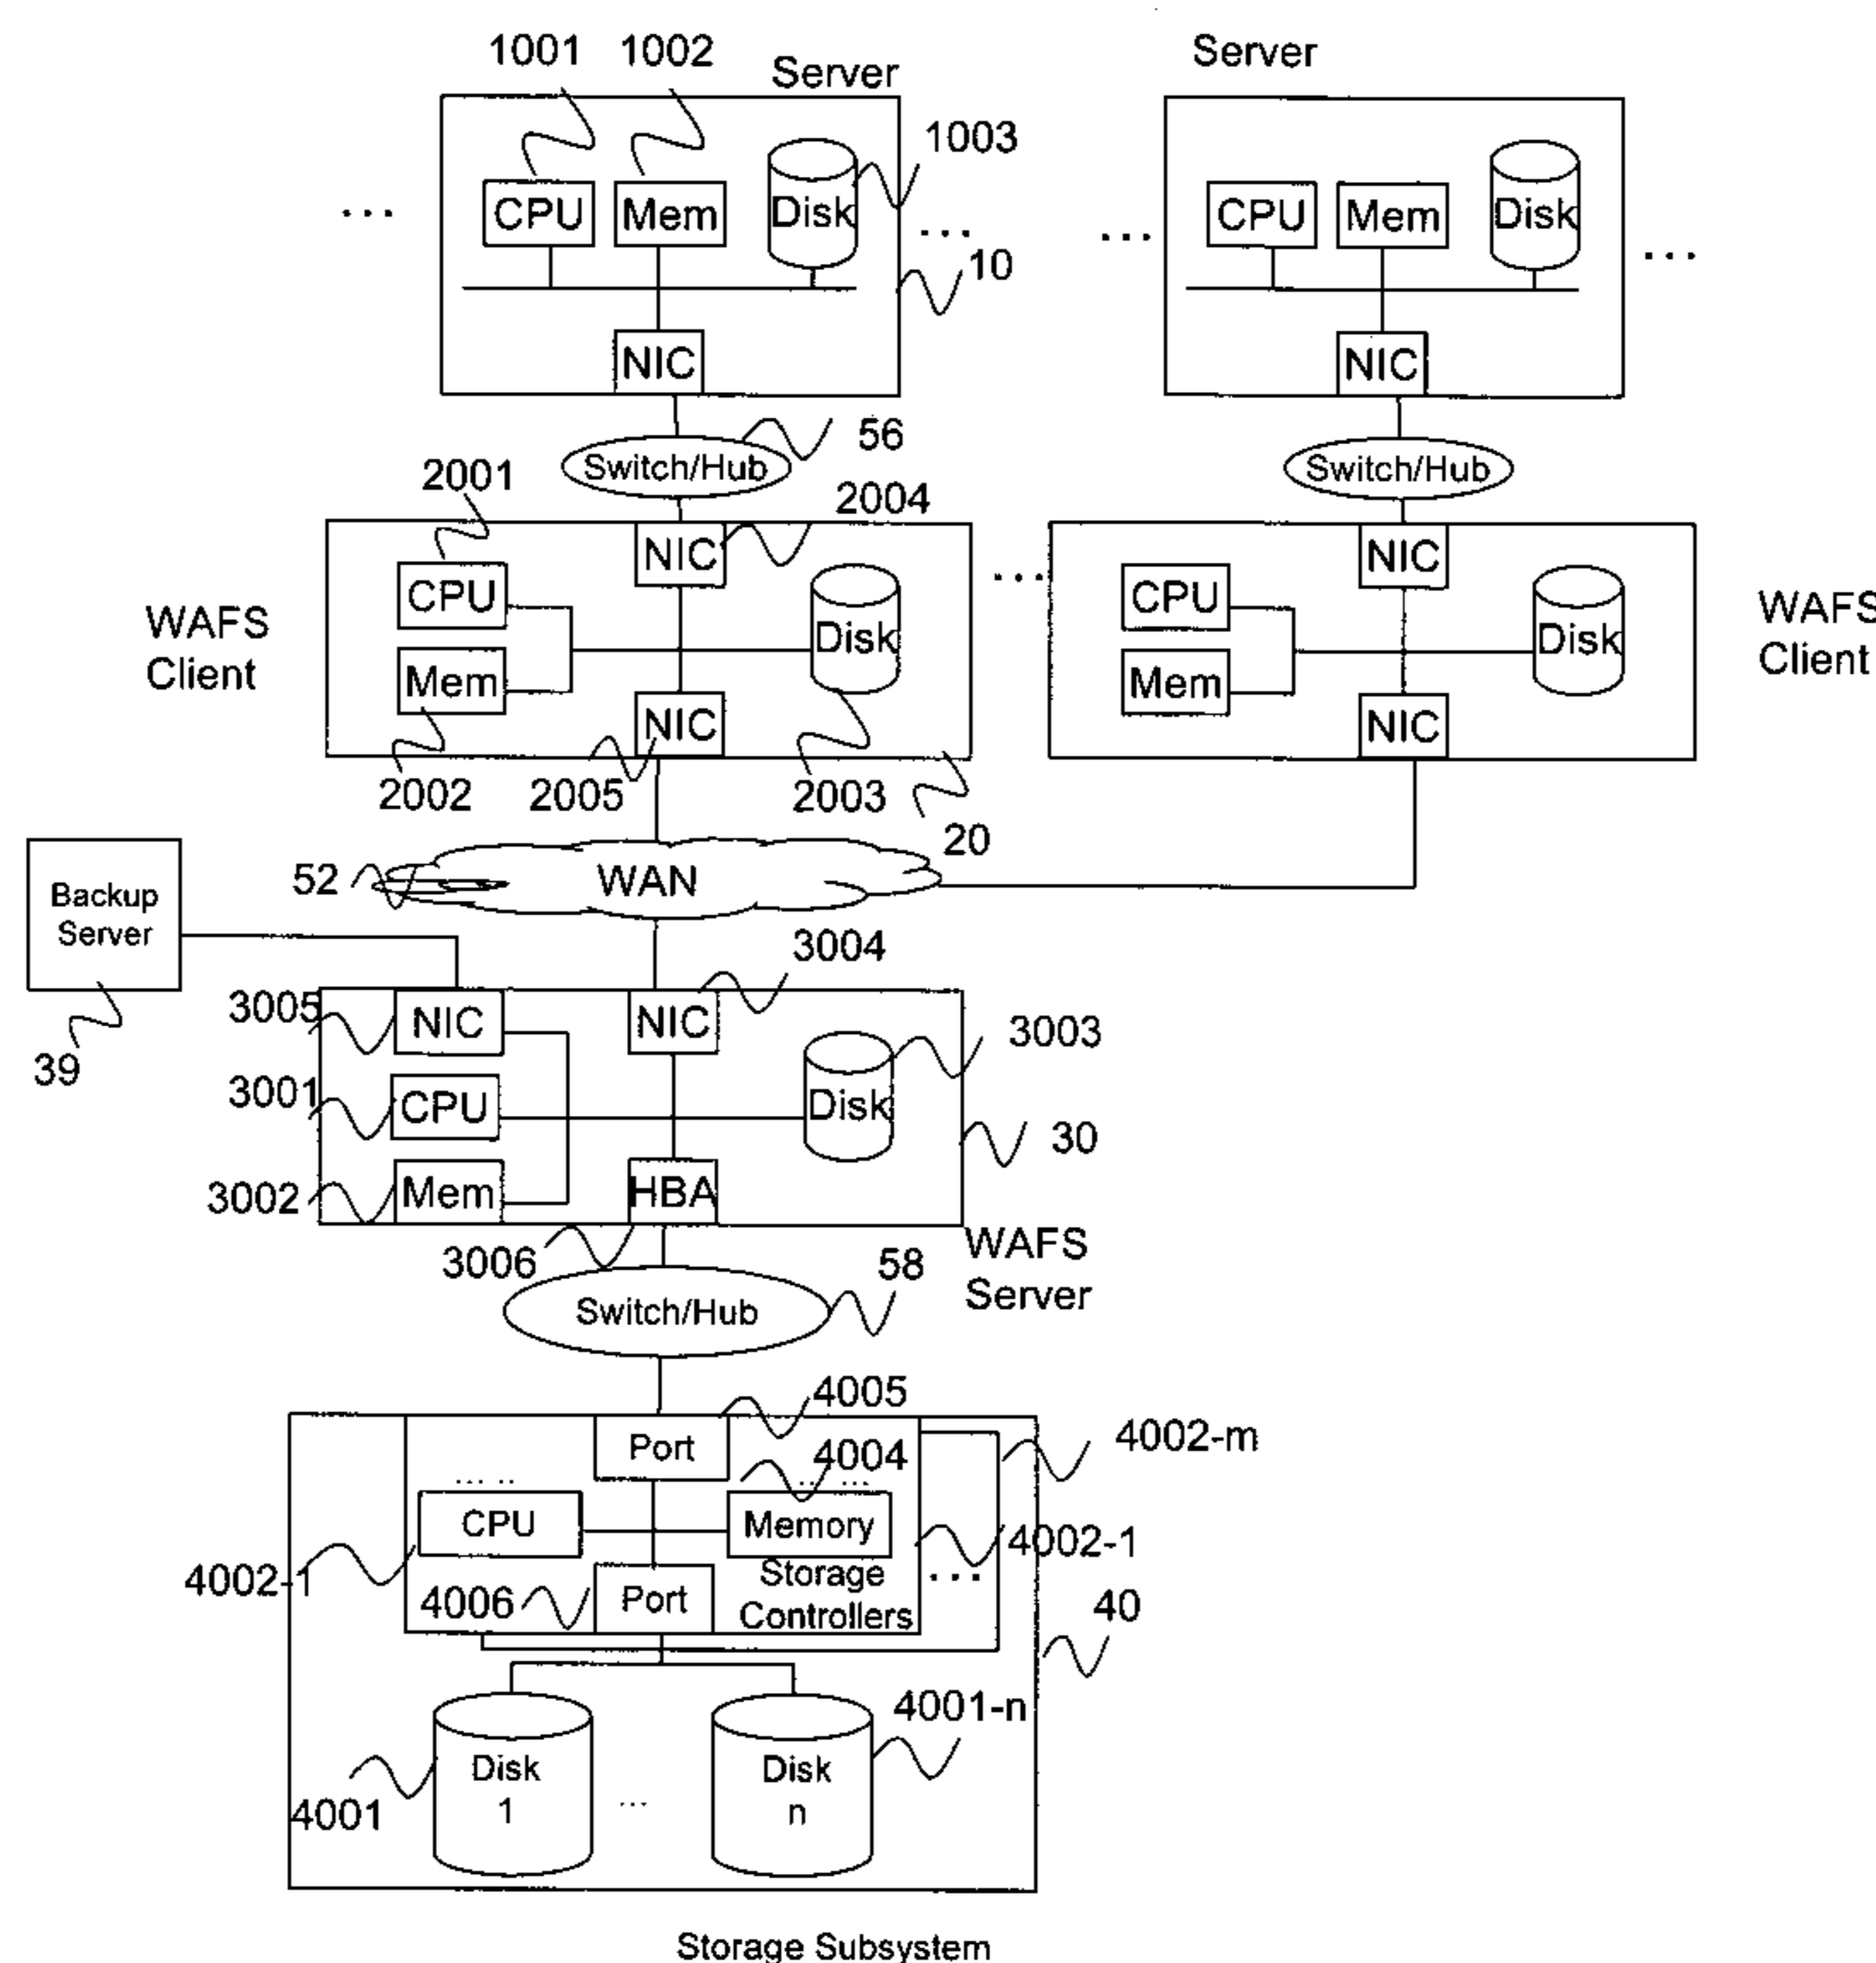 1001 1002 Server Server
1003
CPU Mem Disk ... CPU Mem Disk
... ... ... ...
10
NIC NIC
56
Switch/Hub Switch/Hub
2001 2004
NIC NIC
CPU Disk ... CPU Disk
WAFS
Client
WAFS
Client
Mem Mem
NIC NIC
2002 2005 2003
20
52 WAN
Backup
Server
39
3004
3005 NIC NIC
3003
3001 CPU Disk
30
3002 Mem HBA
3006
WAFS
Server
58
Switch/Hub
4005
Port
4004
4002-m
... .. .. ...
CPU Memory
4002-1
4002-1
Storage
Controllers
...
4006 Port
40
4001-n
Disk
1
Disk
n
4001 ...
Storage Subsystem